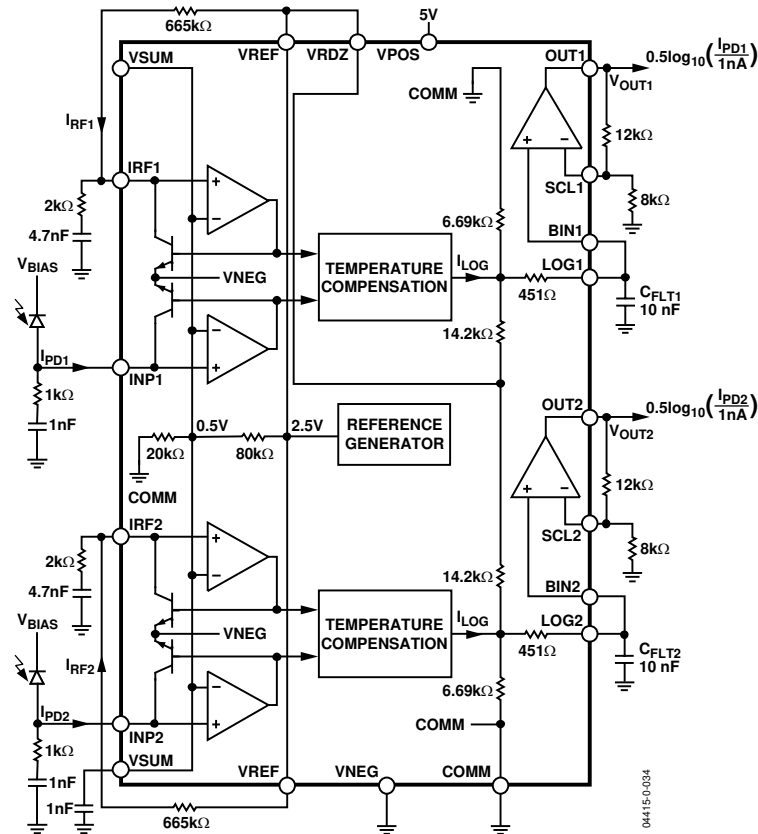 665kΩ
5V
VSUM
VREF
VRDZ
VPOS
OUT1
0.5log10(IPD1/1nA)
VOUT1
COMM
IRF1
12kΩ
+
−
IRF1
+
SCL1
2kΩ
−
8kΩ
4.7nF
6.69kΩ
BIN1
VBIAS
VNEG
TEMPERATURE
COMPENSATION
ILOG
LOG1
451Ω
CFLT1
10 nF
−
14.2kΩ
IPD1
+
INP1
1kΩ
1nF
OUT2
0.5log10(IPD2/1nA)
0.5V
2.5V
REFERENCE
GENERATOR
VOUT2
20kΩ
80kΩ
COMM
12kΩ
+
−
IRF2
+
SCL2
2kΩ
−
8kΩ
4.7nF
14.2kΩ
BIN2
VBIAS
VNEG
TEMPERATURE
COMPENSATION
ILOG
LOG2
451Ω
CFLT2
10 nF
IRF2
−
6.69kΩ
IPD2
+
COMM
INP2
1kΩ
VSUM
1nF
VREF
VNEG
COMM
1nF
665kΩ
04415-0-034